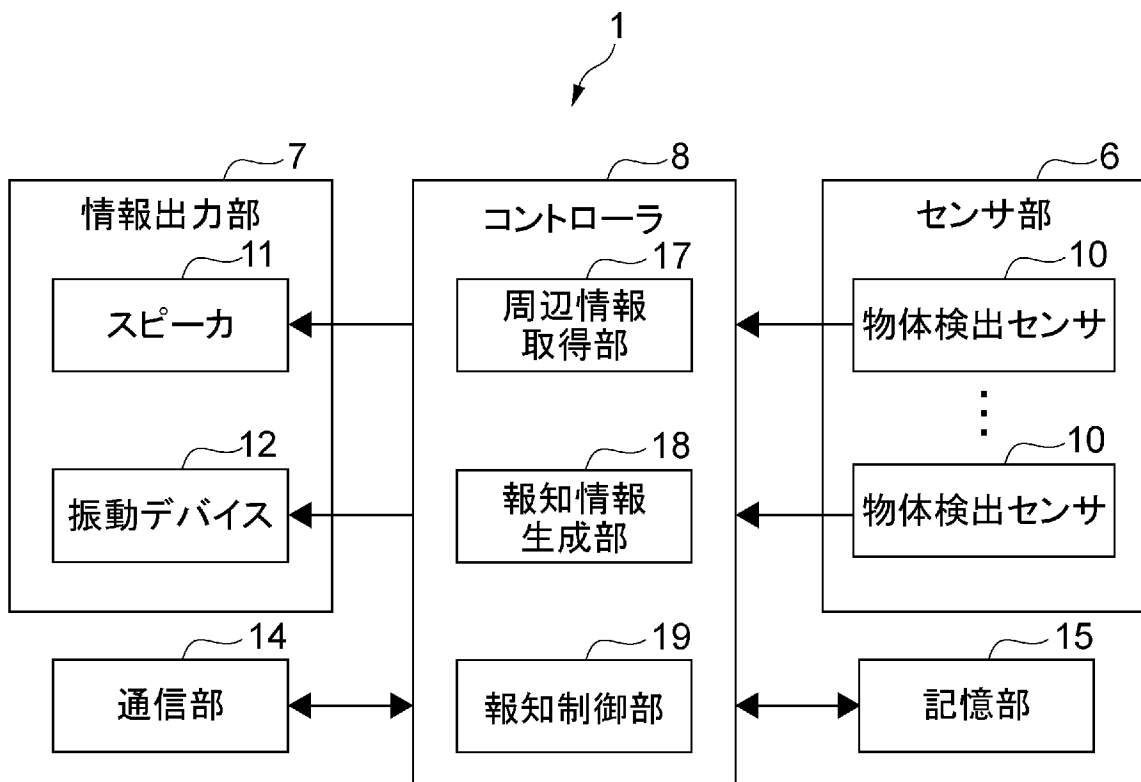 1
7
情報出力部
11
スピーカ
12
振動デバイス
14
通信部
8
コントローラ
17
周辺情報
取得部
18
報知情報
生成部
19
報知制御部
6
センサ部
10
物体検出センサ
10
物体検出センサ
15
記憶部